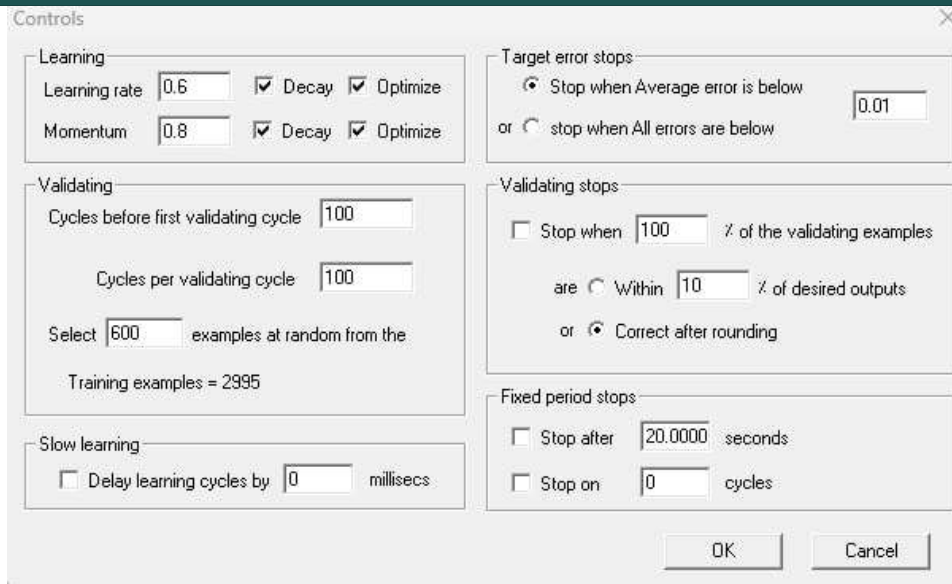 Controls
Learning
Learning rate 0.6 Decay Optimize
Momentum 0.8 Decay Optimize
Validating
Cycles before first validating cycle 100
Cycles per validating cycle 100
Select 600 examples at random from the
Training examples = 2995
Slow learning
Delay learning cycles by 0 millisecs
Target error stops
Stop when Average error is below
0.01
or stop when All errors are below
Validating stops
Stop when 100 % of the validating examples
are Within 10 % of desired outputs
or Correct after rounding
Fixed period stops
Stop after 20.0000 seconds
Stop on 0 cycles
OK Cancel